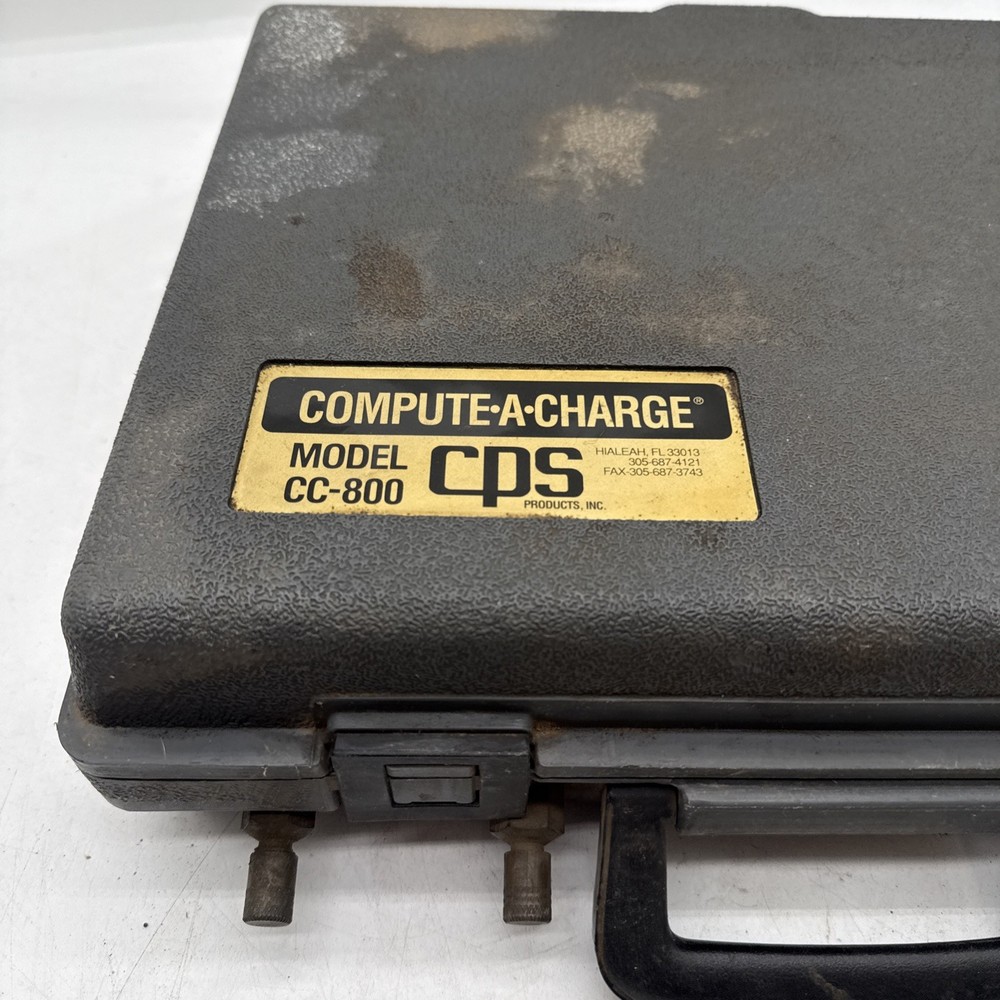 COMPUTE·A·CHARGE®
MODEL
CC-800
cps
PRODUCTS, INC.
HIALEAH, FL 33013
305-687-4121
FAX-305-687-3743